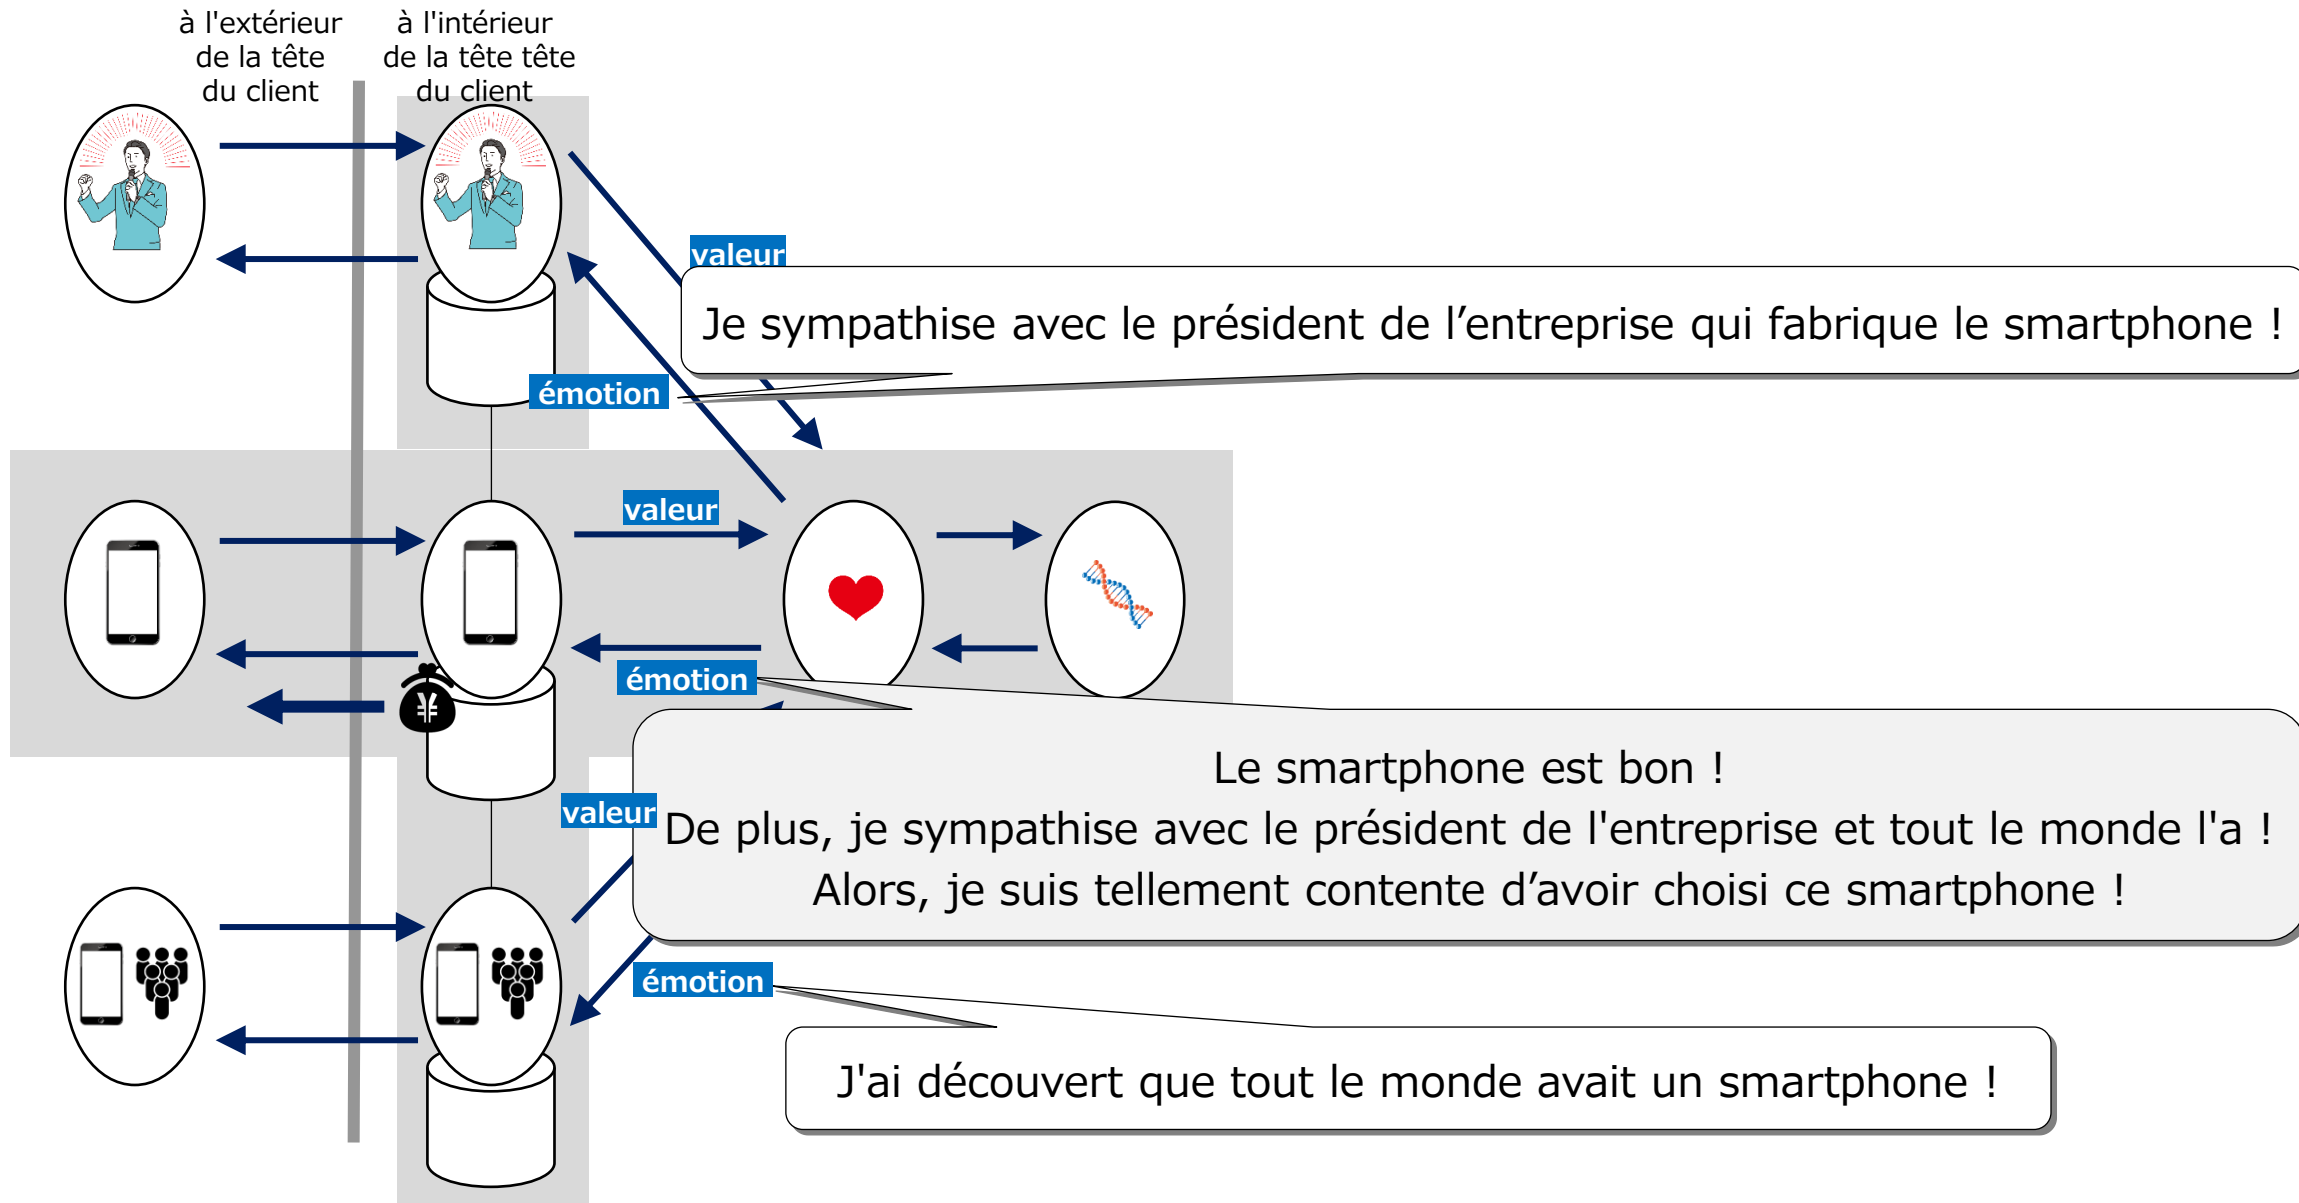 à l'extérieur
de la tête
du client
à l'intérieur
de la tête tête
du client
valeur
Je sympathise avec le président de l’entreprise qui fabrique le smartphone !
émotion
valeur
émotion
¥
Le smartphone est bon !
valeur
De plus, je sympathise avec le président de l'entreprise et tout le monde l'a !
Alors, je suis tellement contente d’avoir choisi ce smartphone !
émotion
J'ai découvert que tout le monde avait un smartphone !